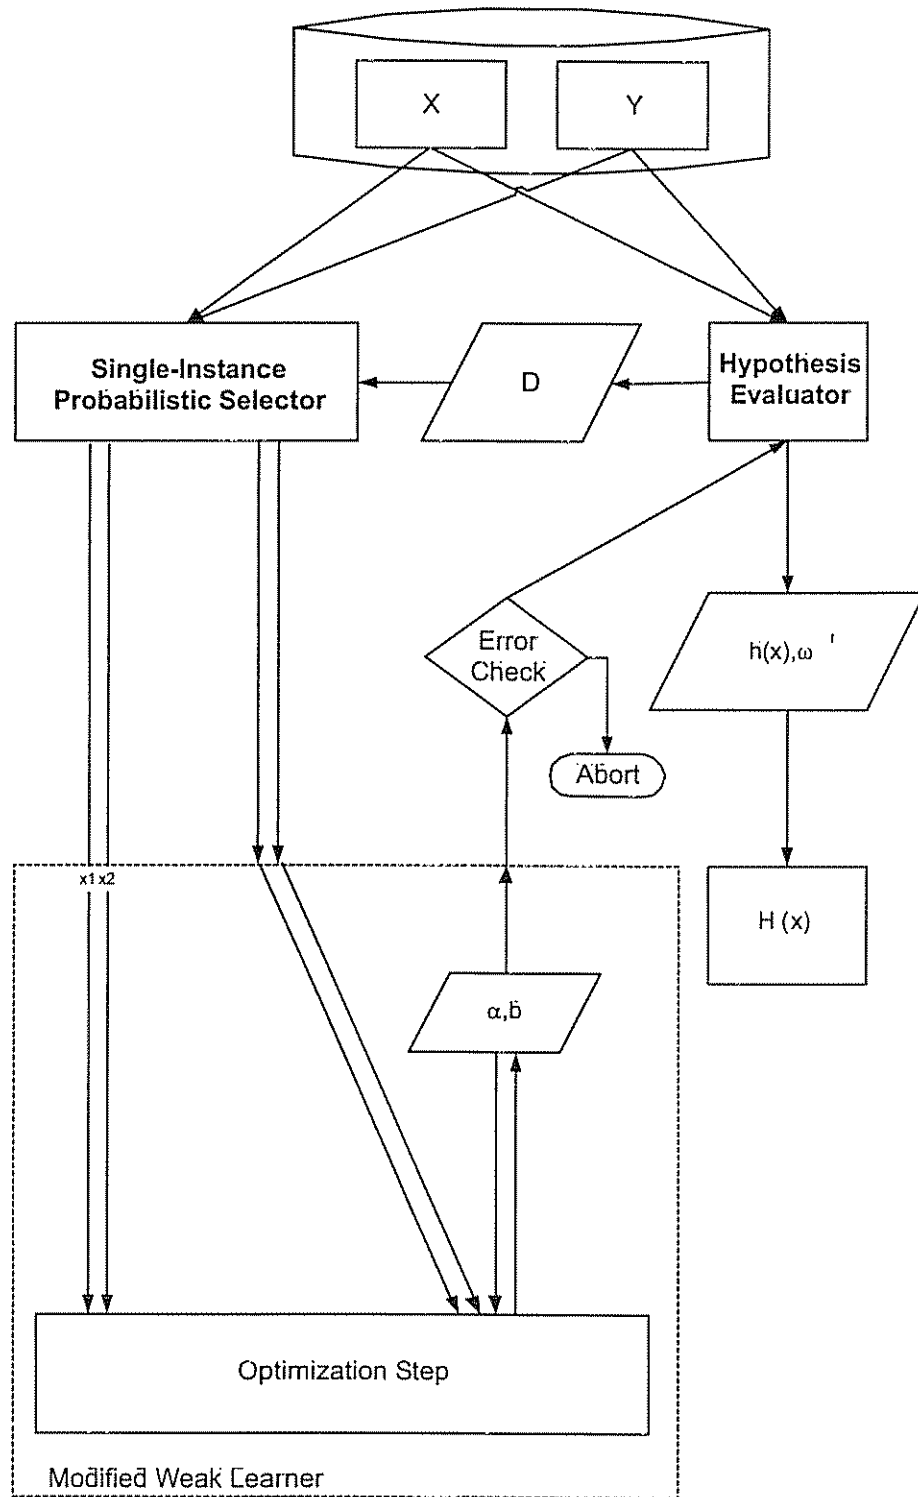 X
Y
Single-Instance
Probabilistic Selector
D
Hypothesis
Evaluator
Error
Check
h(x),ω
Abort
x1 x2
H (x)
α,b
Optimization Step
Modified Weak Learner